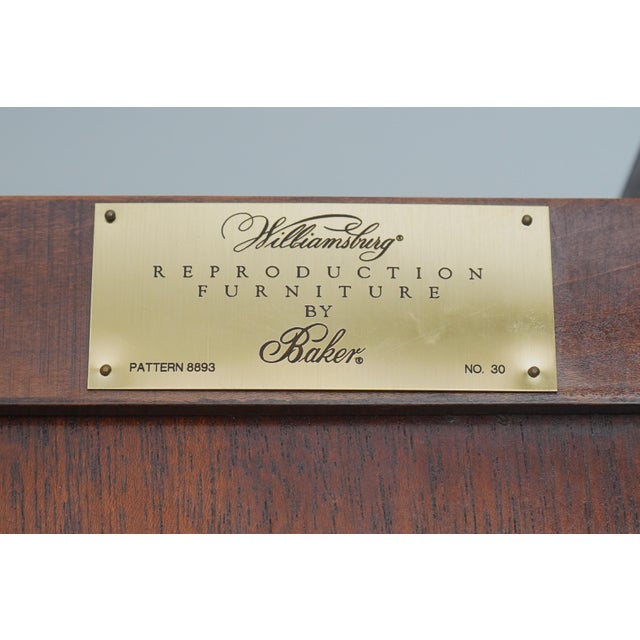 Williamsburg®
REPRODUCTION
FURNITURE
BY
Baker®
PATTERN 8893 NO. 30